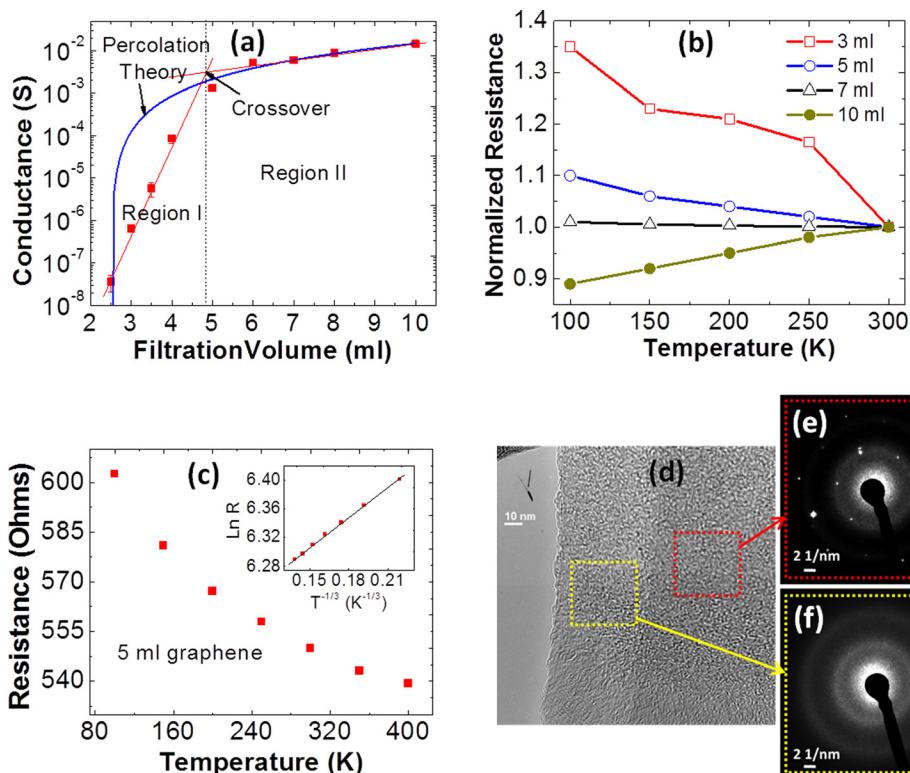 (a)
Percolation
Theory
Crossover
Region I
Region II
Conductance (S)
10⁻²
10⁻³
10⁻⁴
10⁻⁵
10⁻⁶
10⁻⁷
10⁻⁸
2 3 4 5 6 7 8 9 10
FiltrationVolume (ml)
(b)
3 ml
5 ml
7 ml
10 ml
Normalized Resistance
1.4
1.3
1.2
1.1
1.0
0.9
100 150 200 250 300
Temperature (K)
(c)
Resistance (Ohms)
600
585
570
555
540
5 ml graphene
80 160 240 320 400
Temperature (K)
Ln R
6.40
6.36
6.32
6.28
0.15 0.18 0.21
T⁻¹/³ (K⁻¹/³)
(d)
10 nm
(e)
2 1/nm
(f)
2 1/nm